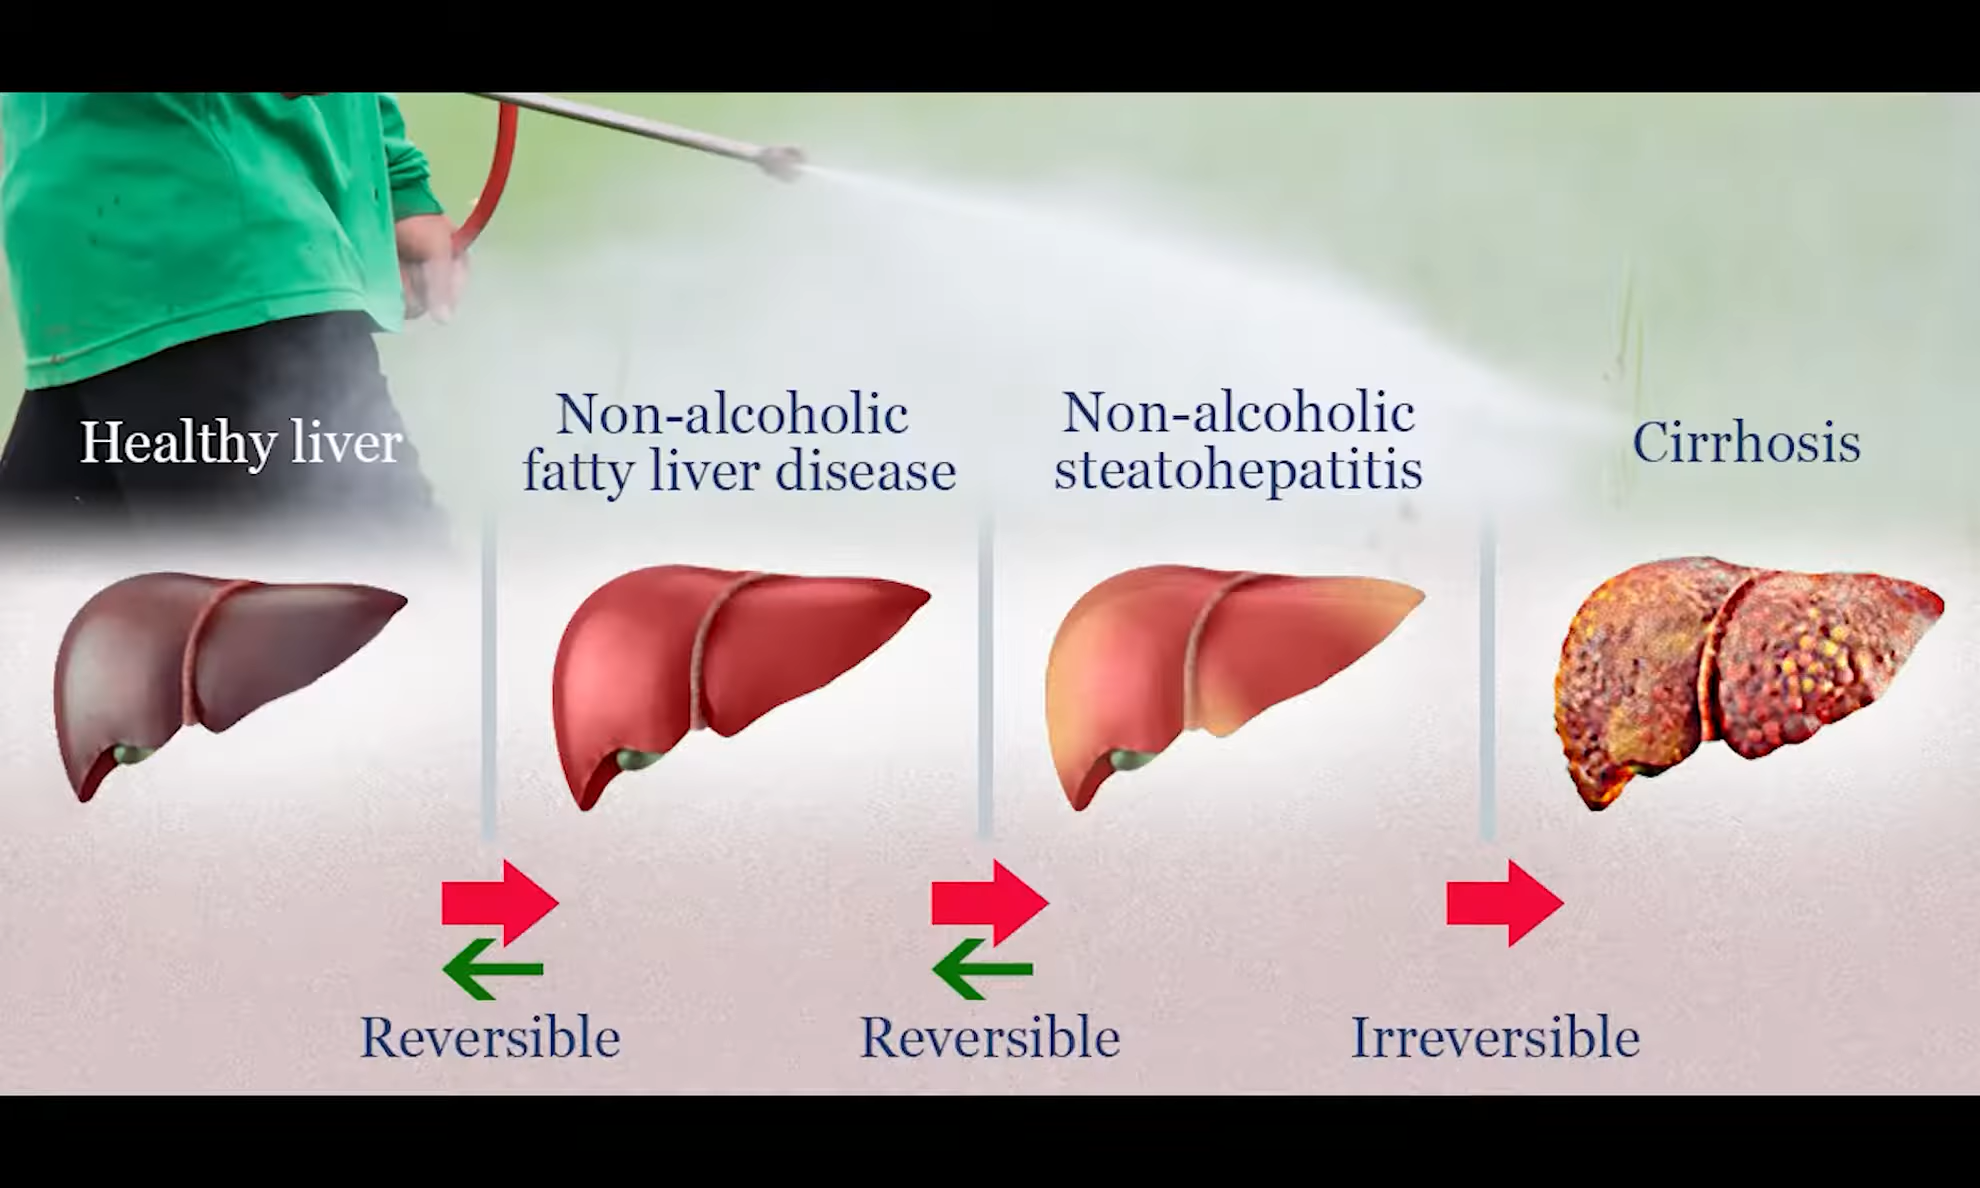 Healthy liver
Non-alcoholic
fatty liver disease
Non-alcoholic
steatohepatitis
Cirrhosis
Reversible
Reversible
Irreversible